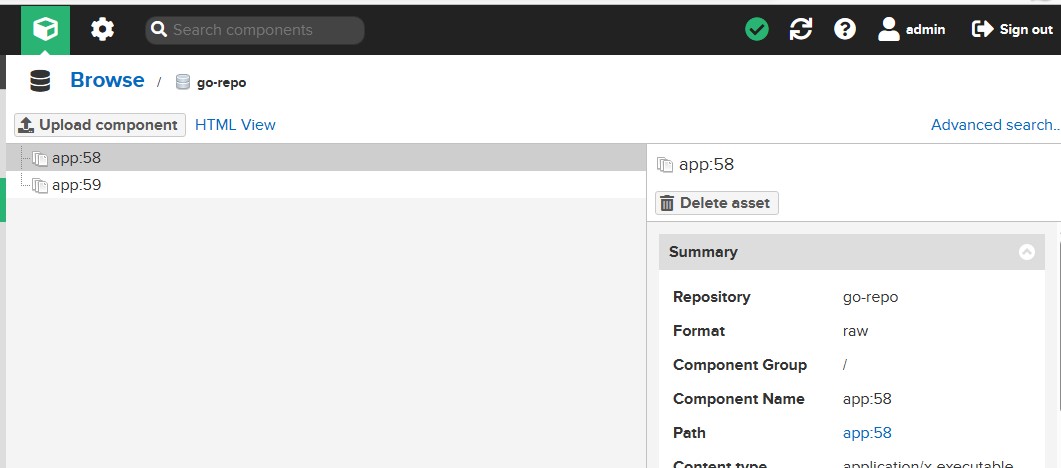 Search components
admin
Sign out
Browse / go-repo
Upload component
HTML View
Advanced search..
app:58
app:59
app:58
Delete asset
Summary
Repository go-repo
Format raw
Component Group /
Component Name app:58
Path app:58
Content type application/x-executable